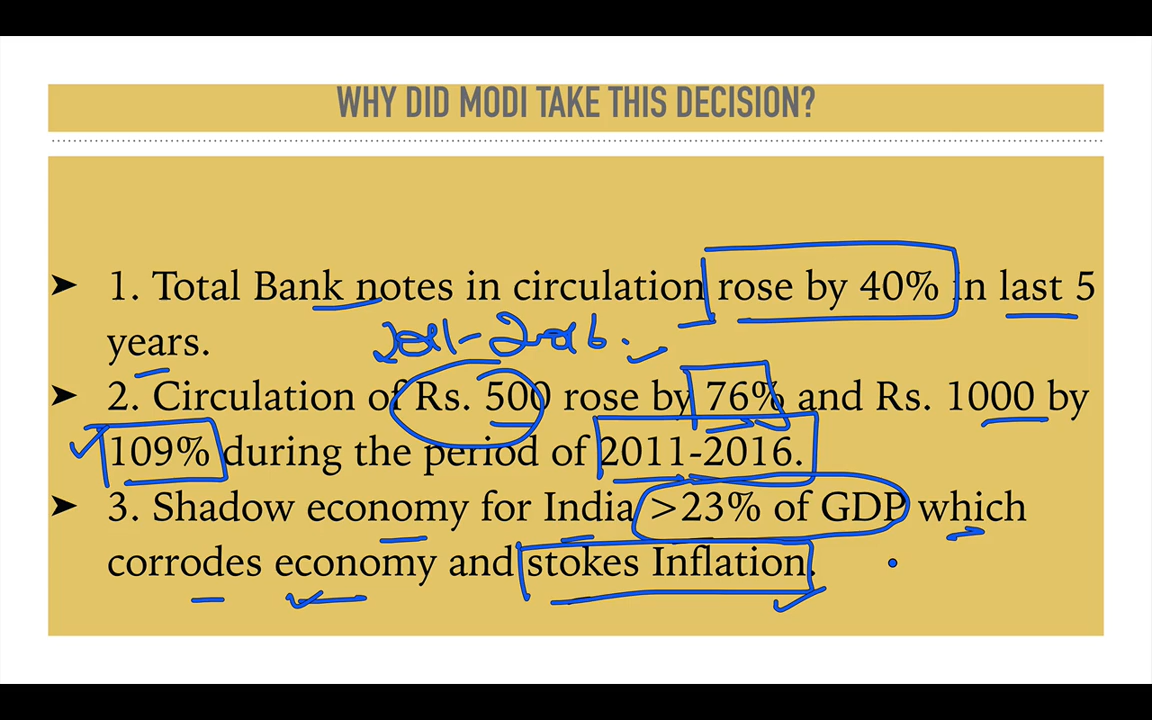 WHY DID MODI TAKE THIS DECISION?
➤ 1. Total Bank notes in circulation rose by 40% in last 5
years.
2011-2016.
➤ 2. Circulation of Rs. 500 rose by 76% and Rs. 1000 by
109% during the period of 2011-2016.
➤ 3. Shadow economy for India >23% of GDP which
corrodes economy and stokes Inflation.